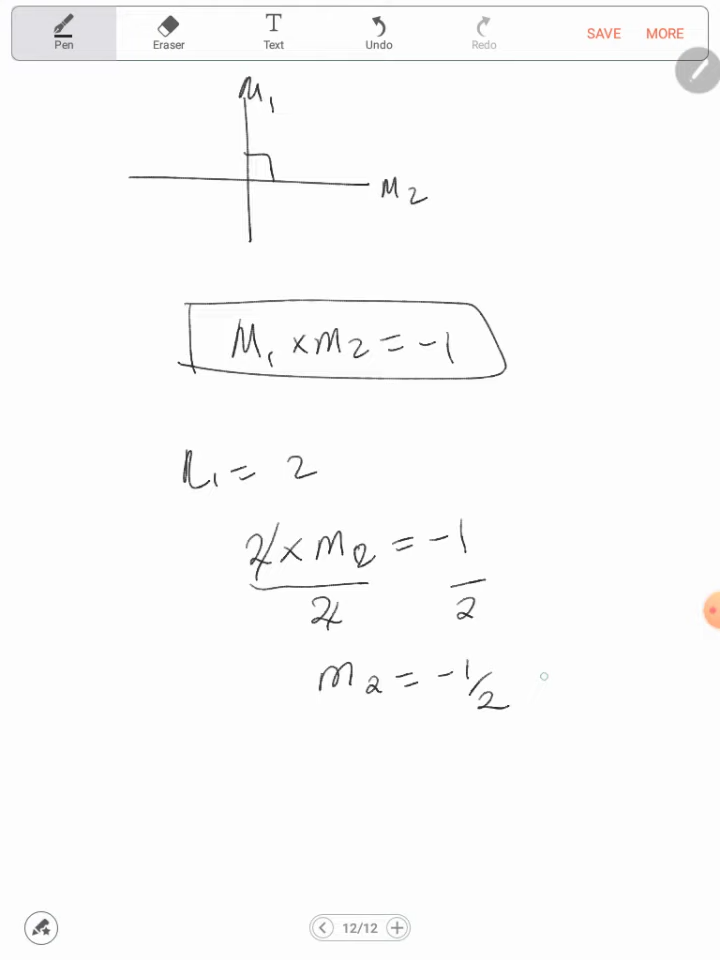 Pen Eraser Text Undo Redo SAVE MORE
M₁
M₂
M₁ × m₂ = -1
L₁ = 2
2 × m₂ = -1
2 2
m₂ = -1/2
12/12